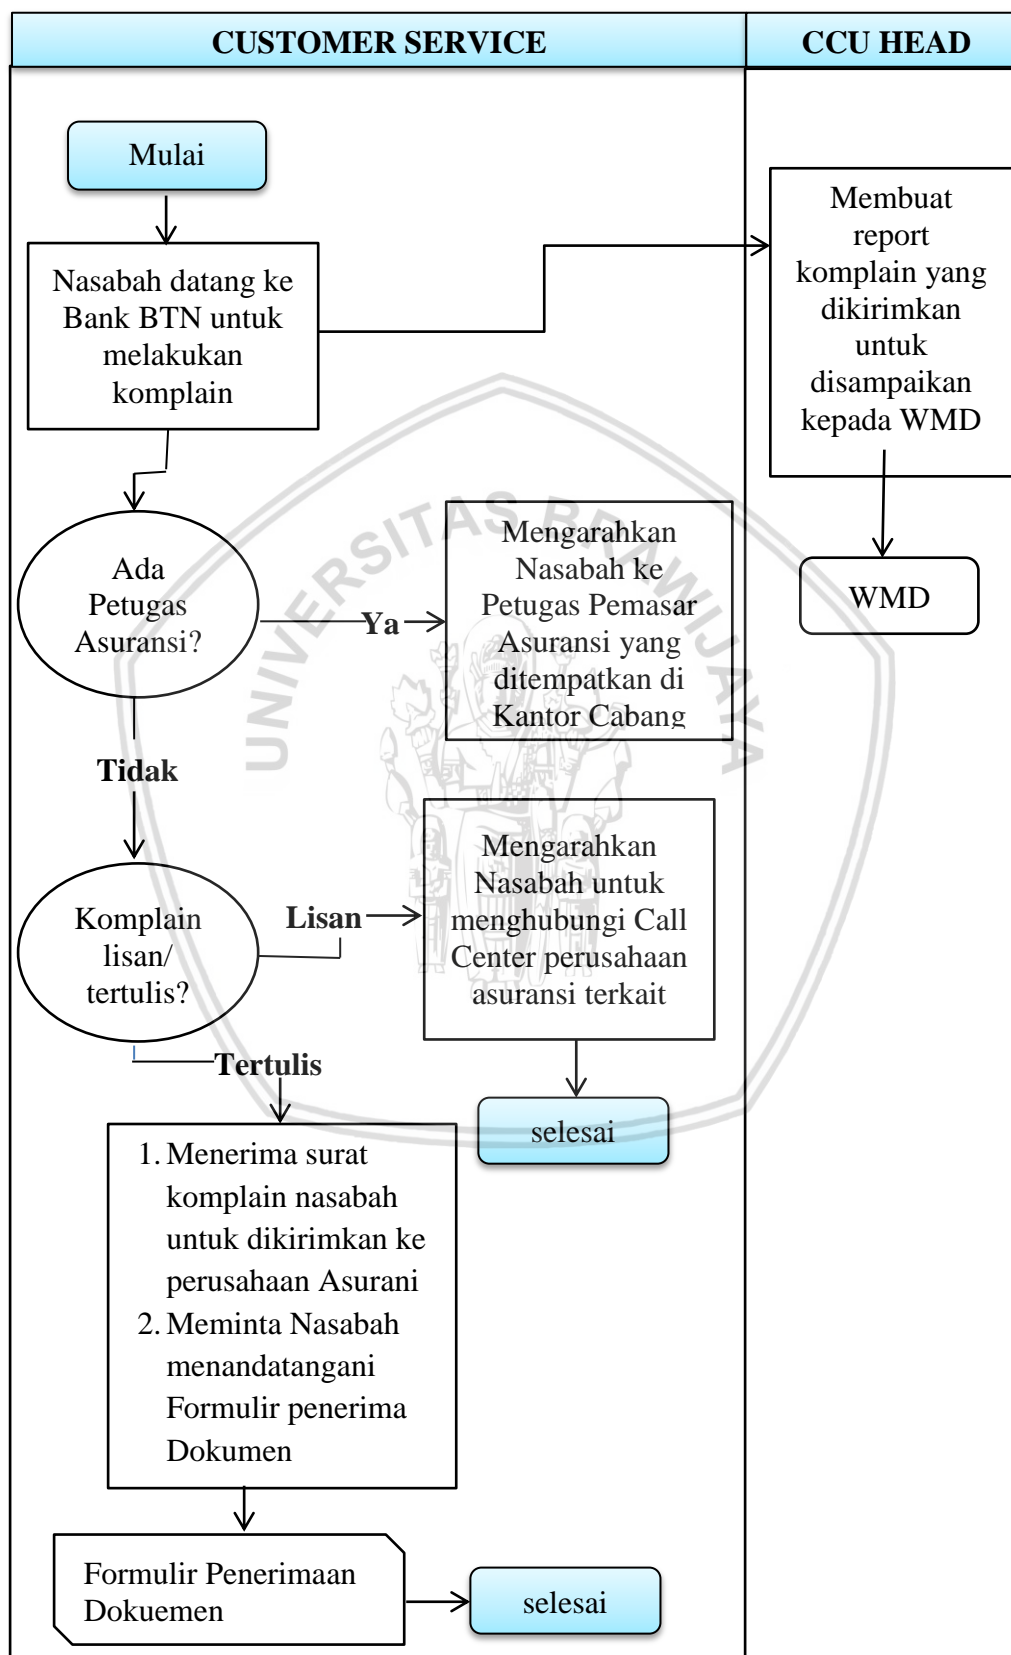 CUSTOMER SERVICE
CCU HEAD
Mulai
Nasabah datang ke
Bank BTN untuk
melakukan
komplain
Membuat
report
komplain yang
dikirimkan
untuk
disampaikan
kepada WMD
WMD
Ada
Petugas
Asuransi?
Ya
Mengarahkan
Nasabah ke
Petugas Pemasar
Asuransi yang
ditempatkan di
Kantor Cabang
Tidak
Komplain
lisan/
tertulis?
Lisan
Mengarahkan
Nasabah untuk
menghubungi Call
Center perusahaan
asuransi terkait
selesai
Tertulis
1. Menerima surat
komplain nasabah
untuk dikirimkan ke
perusahaan Asurani
2. Meminta Nasabah
menandatangani
Formulir penerima
Dokumen
Formulir Penerimaan
Dokuemen
selesai
UNIVERSITAS BRAWIJAYA